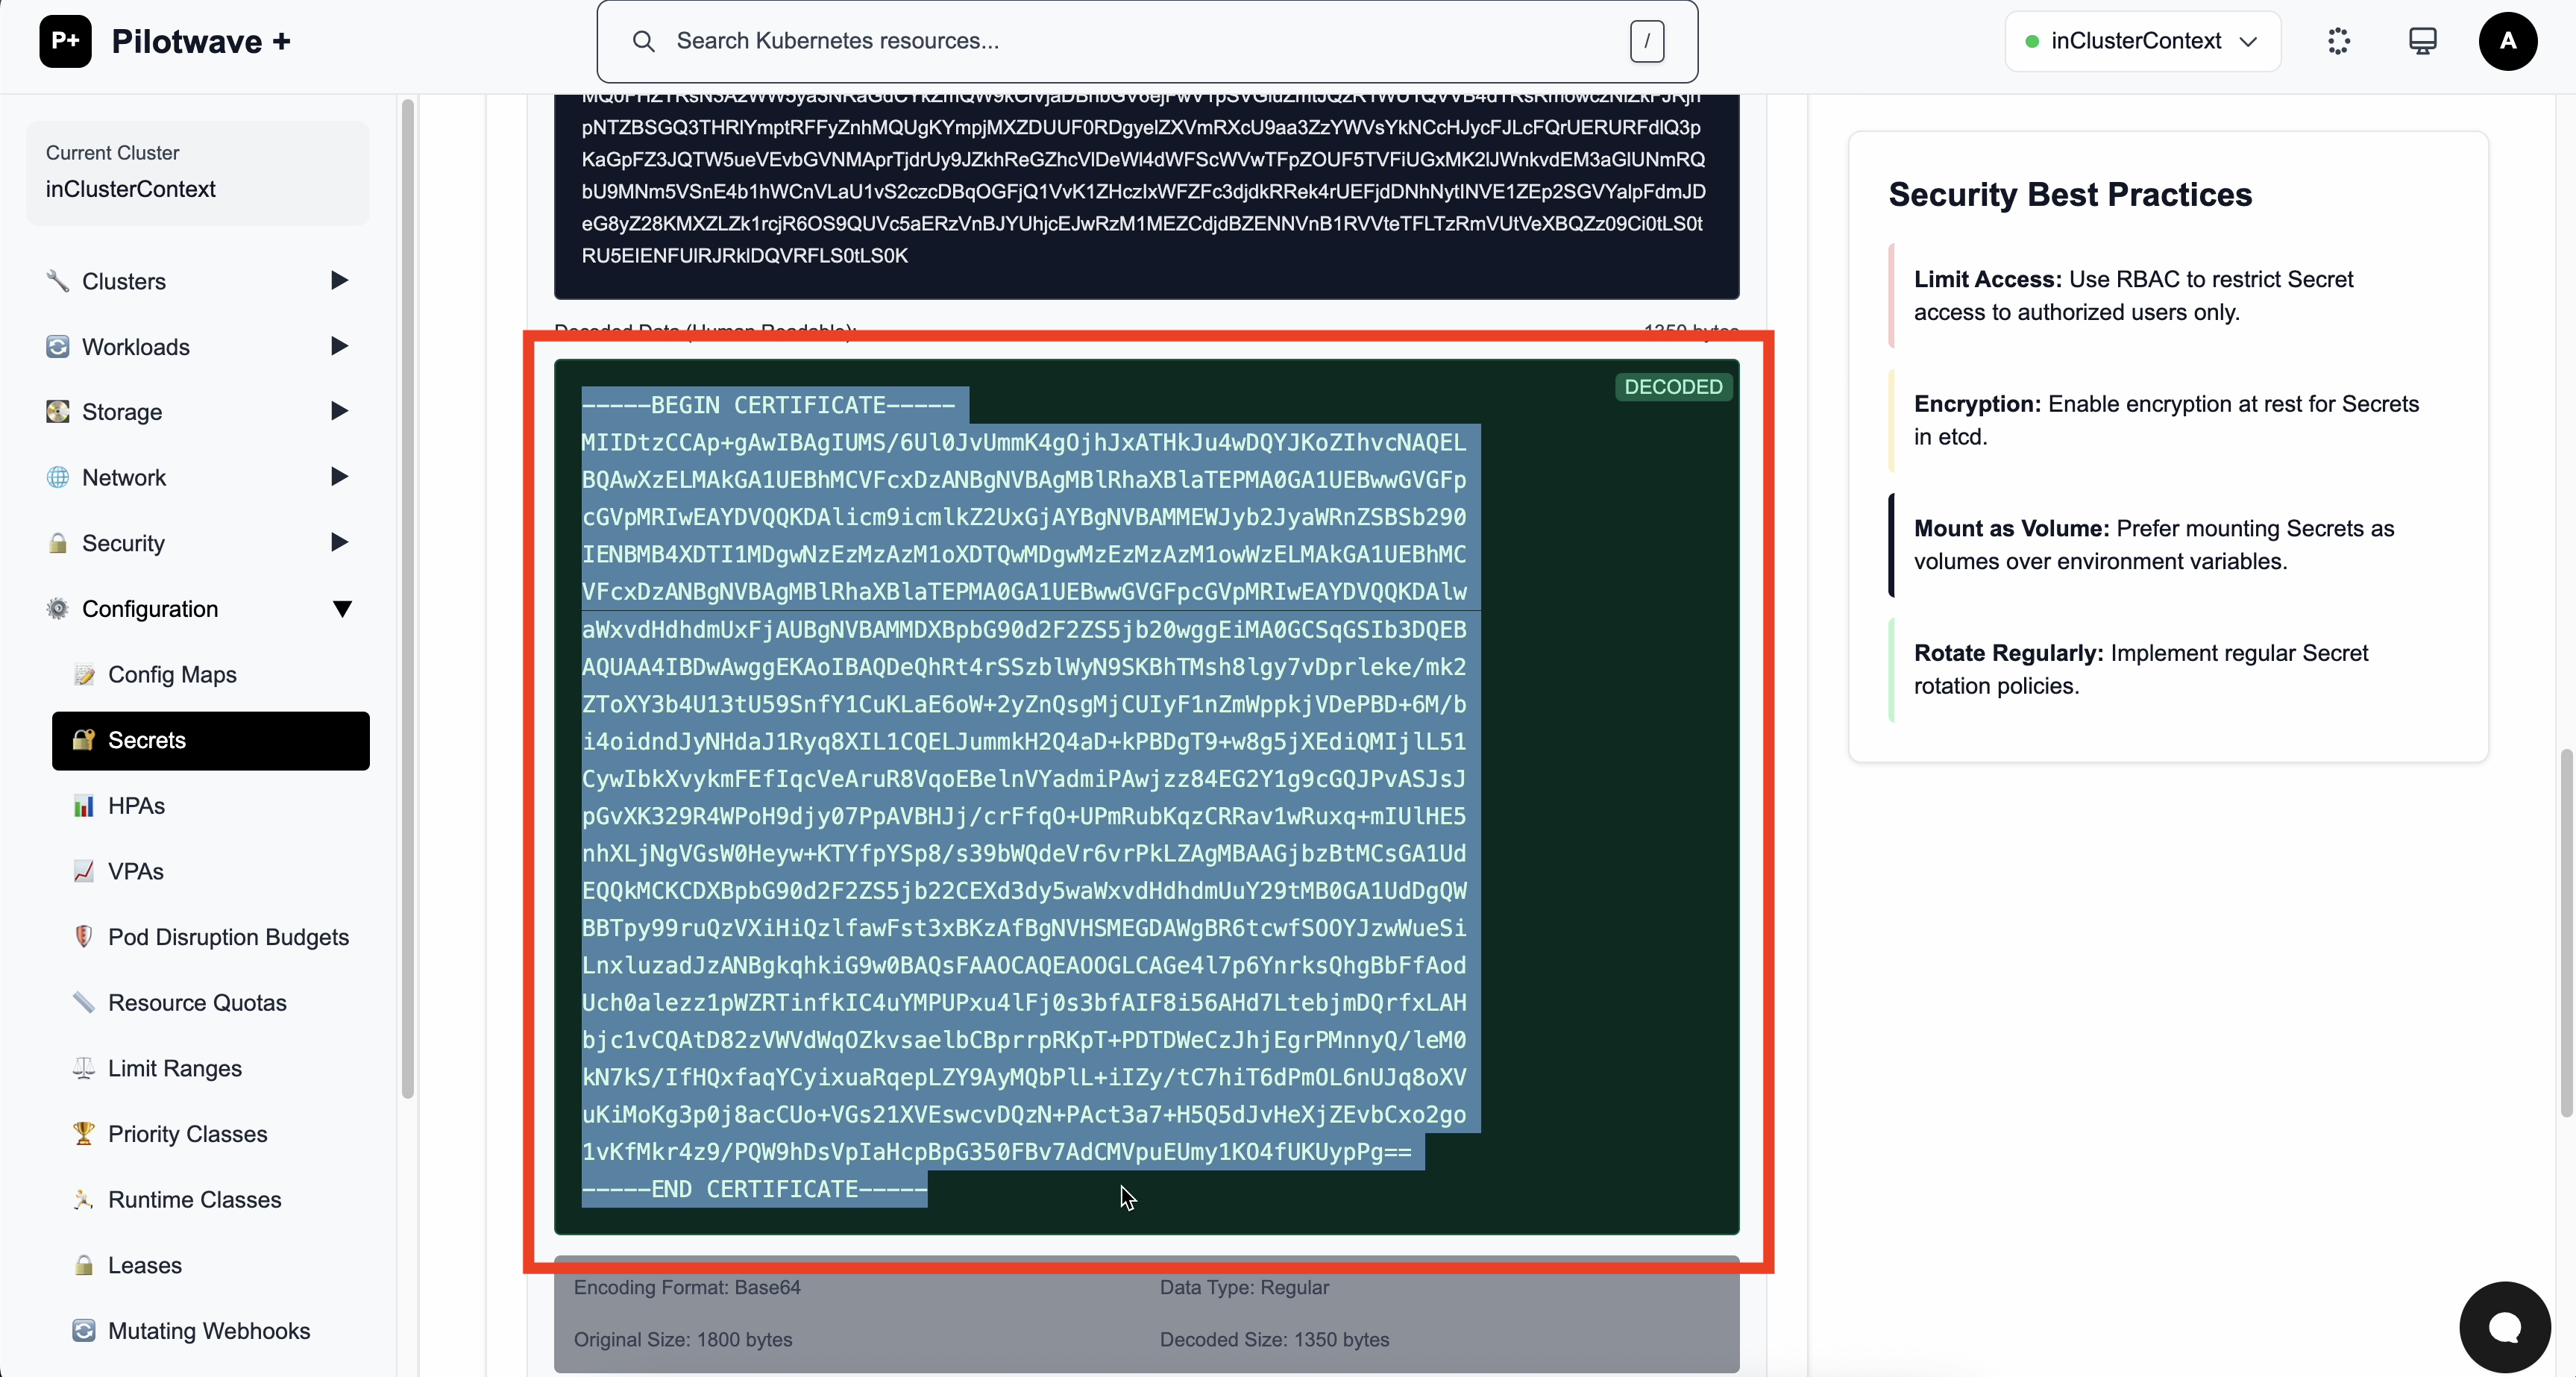 P+
Pilotwave +
Search Kubernetes resources...
/
inClusterContext
A
Current Cluster
inClusterContext
Clusters
Workloads
Storage
Network
Security
Configuration
Config Maps
Secrets
HPAs
VPAs
Pod Disruption Budgets
Resource Quotas
Limit Ranges
Priority Classes
Runtime Classes
Leases
Mutating Webhooks
pNTZBSGQ3THRlYmptRFFyZnhMQUgKYmpjMXZDUUF0RDgyelZXVmRXcU9aa3ZzYWVsYkNCcHJycFJLcFQrUERURFdlQ3p
KaGpFZ3JQTW5ueVEvbGVNMAprTjdrUy9JZkhReGZhcVlDeWl4dWFScWVwTFpZOUF5TVFiUGxMK2lJWnkvdEM3aGlUNmRQ
bU9MNm5VSnE4b1hWCnVLaU1vS2czcDBqOGFjQ1VvK1ZHczIxWFZFc3djdkRRek4rUEFjdDNhNytINVE1ZEp2SGVYalpFdmJD
eG8yZ28KMXZLZk1rcjR6OS9QUVc5aERzVnBJYUhjcEJwRzM1MEZCdjdBZENNVnB1RVVteTFLTzRmVUtVeXBQZz09Ci0tLS0t
RU5EIENFUlRJRklDQVRFLS0tLS0K
Decoded Data (Human Readable):
1350 bytes
DECODED
-----BEGIN CERTIFICATE-----
MIIDtzCCAp+gAwIBAgIUMS/6Ul0JvUmmK4gOjhJxATHkJu4wDQYJKoZIhvcNAQEL
BQAwXzELMAkGA1UEBhMCVFcxDzANBgNVBAgMBlRhaXBlaTEPMA0GA1UEBwwGVGFp
cGVpMRIwEAYDVQQKDAlicm9icmlkZ2UxGjAYBgNVBAMMEWJyb2JyaWRnZSBSb290
IENBMB4XDTI1MDgwNzEzMzAzM1oXDTQwMDgwMzEzMzAzM1owWzELMAkGA1UEBhMC
VFcxDzANBgNVBAgMBlRhaXBlaTEPMA0GA1UEBwwGVGFpcGVpMRIwEAYDVQQKDAlw
aWxvdHdhdmUxFjAUBgNVBAMMDXBpbG90d2F2ZS5jb20wggEiMA0GCSqGSIb3DQEB
AQUAA4IBDwAwggEKAoIBAQDeQhRt4rSSzblWyN9SKBhTMsh8lgy7vDprleke/mk2
ZToXY3b4U13tU59SnfY1CuKLaE6oW+2yZnQsgMjCUIyF1nZmWppkjVDePBD+6M/b
i4oidndJyNHdaJ1Ryq8XIL1CQELJummkH2Q4aD+kPBDgT9+w8g5jXEdiQMIjlL51
CywIbkXvykmFEfIqcVeAruR8VqoEBelnVYadmiPAwjzz84EG2Y1g9cGQJPvASJsJ
pGvXK329R4WPoH9djy07PpAVBHJj/crFfqO+UPmRubKqzCRRav1wRuxq+mIUlHE5
nhXLjNgVGsW0Heyw+KTYfpYSp8/s39bWQdeVr6vrPkLZAgMBAAGjbzBtMCsGA1Ud
EQQkMCKCDXBpbG90d2F2ZS5jb22CEXd3dy5waWxvdHdhdmUuY29tMB0GA1UdDgQW
BBTpy99ruQzVXiHiQzlfawFst3xBKzAfBgNVHSMEGDAWgBR6tcwfSOOYJzwWueSi
LnxluzadJzANBgkqhkiG9w0BAQsFAAOCAQEAOOGLCAGe4l7p6YnrksQhgBbFfAod
Uch0alezz1pWZRTinfkIC4uYMPUPxu4lFj0s3bfAIF8i56AHd7LtebjmDQrfxLAH
bjc1vCQAtD82zVWVdWqOZkvsaelbCBprrpRKpT+PDTDWeCzJhjEgrPMnnyQ/leM0
kN7kS/IfHQxfaqYCyixuaRqepLZY9AyMQbPlL+iIZy/tC7hiT6dPmOL6nUJq8oXV
uKiMoKg3p0j8acCUo+VGs21XVEswcvDQzN+PAct3a7+H5Q5dJvHeXjZEvbCxo2go
1vKfMkr4z9/PQW9hDsVpIaHcpBpG350FBv7AdCMVpuEUmy1KO4fUKUypPg==
-----END CERTIFICATE-----
Encoding Format: Base64
Data Type: Regular
Original Size: 1800 bytes
Decoded Size: 1350 bytes
Security Best Practices
Limit Access: Use RBAC to restrict Secret
access to authorized users only.
Encryption: Enable encryption at rest for Secrets
in etcd.
Mount as Volume: Prefer mounting Secrets as
volumes over environment variables.
Rotate Regularly: Implement regular Secret
rotation policies.